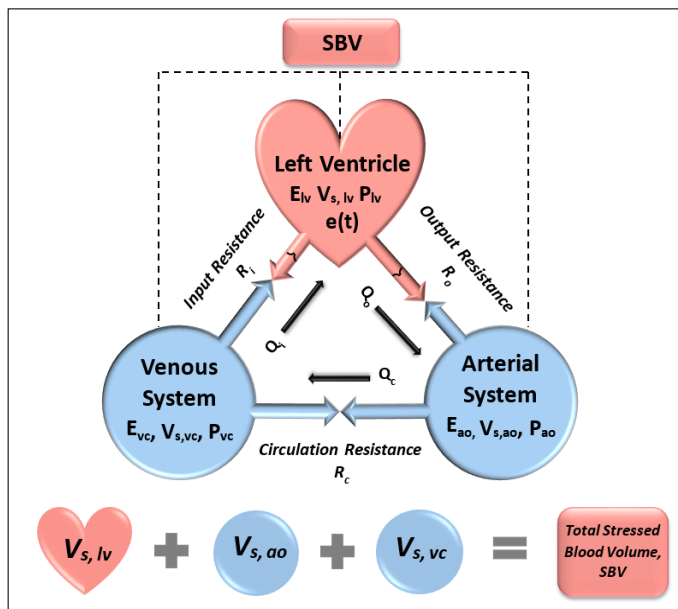 SBV
Left Ventricle
Elv Vs, lv Plv
e(t)
Input Resistance
Ri
Output Resistance
Ro
Qi
Qo
Qc
Venous
System
Evc, Vs,vc, Pvc
Arterial
System
Eao, Vs,ao, Pao
Circulation Resistance
Rc
Vs, lv + Vs, ao + Vs, vc = Total Stressed
Blood Volume,
SBV